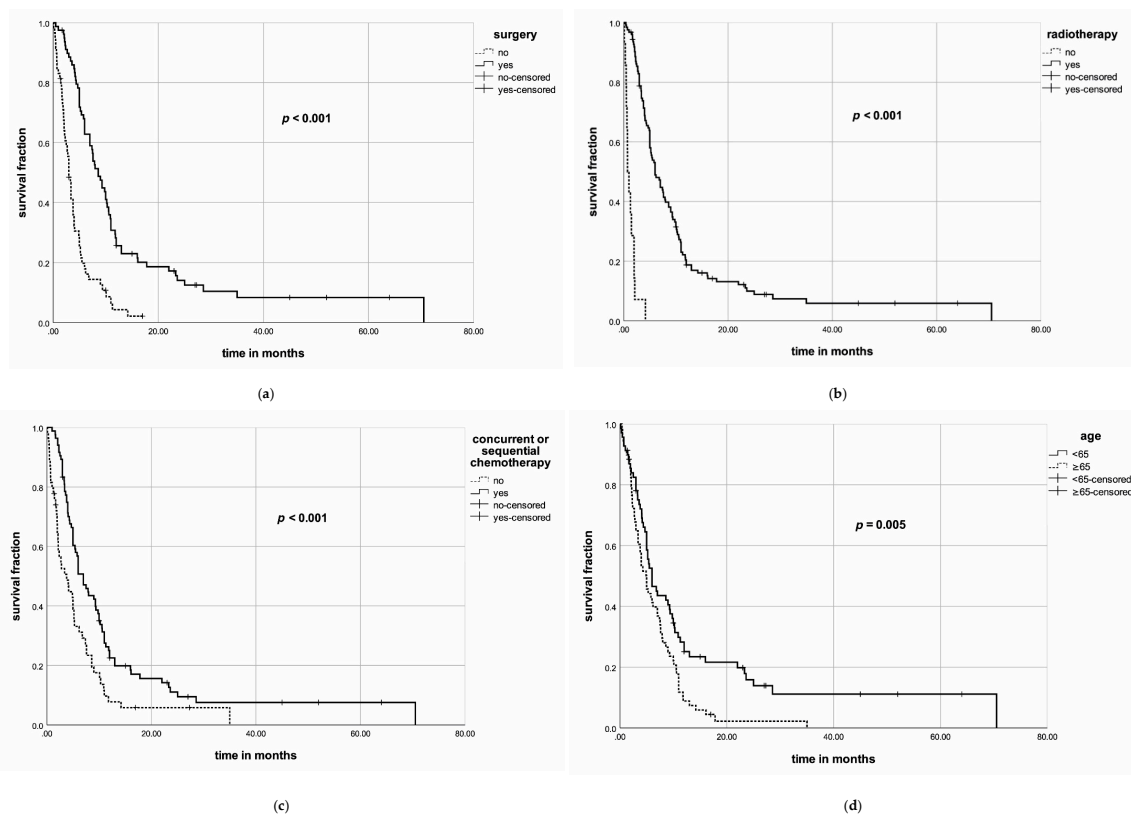 surgery
no
yes
no-censored
yes-censored
p < 0.001
survival fraction
1.0
0.8
0.6
0.4
0.2
0.0
.00
20.00
40.00
60.00
80.00
time in months
(a)
radiotherapy
no
yes
no-censored
yes-censored
p < 0.001
survival fraction
1.0
0.8
0.6
0.4
0.2
0.0
.00
20.00
40.00
60.00
80.00
time in months
(b)
concurrent or
sequential
chemotherapy
no
yes
no-censored
yes-censored
p < 0.001
survival fraction
1.0
0.8
0.6
0.4
0.2
0.0
.00
20.00
40.00
60.00
80.00
time in months
(c)
age
<65
≥65
<65-censored
≥65-censored
p = 0.005
survival fraction
1.0
0.8
0.6
0.4
0.2
0.0
.00
20.00
40.00
60.00
80.00
time in months
(d)